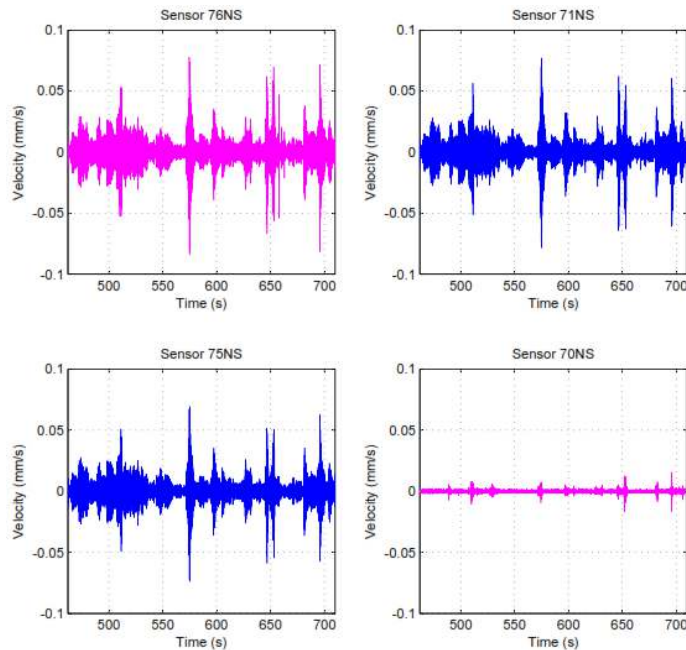 Sensor 76NS
0.1
0.05
0
-0.05
-0.1
Velocity (mm/s)
500 550 600 650 700
Time (s)
Sensor 71NS
0.1
0.05
0
-0.05
-0.1
Velocity (mm/s)
500 550 600 650 700
Time (s)
Sensor 75NS
0.1
0.05
0
-0.05
-0.1
Velocity (mm/s)
500 550 600 650 700
Time (s)
Sensor 70NS
0.1
0.05
0
-0.05
-0.1
Velocity (mm/s)
500 550 600 650 700
Time (s)